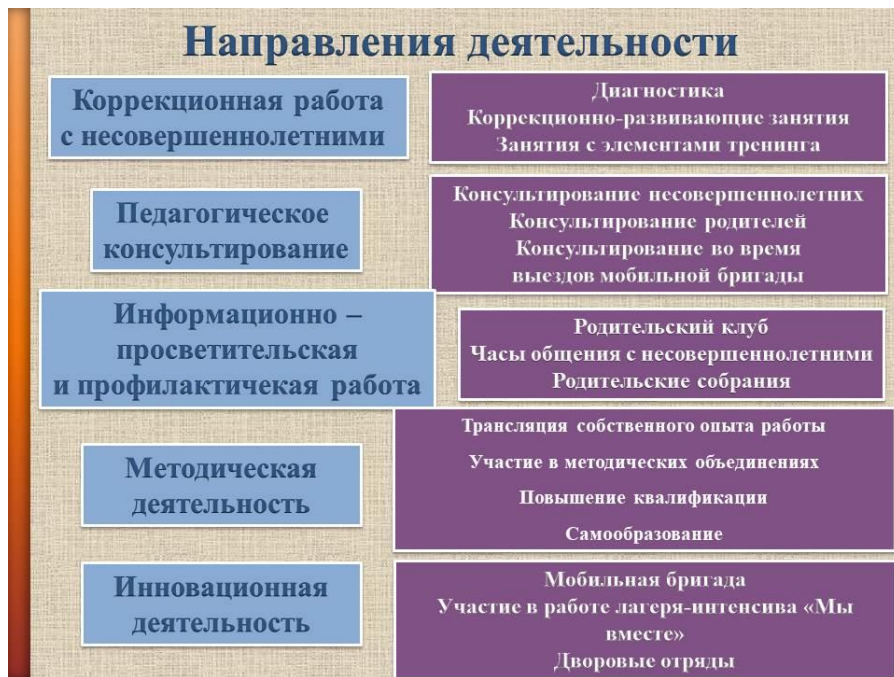 Направления деятельности
Коррекционная работа
с несовершеннолетними
Диагностика
Коррекционно-развивающие занятия
Занятия с элементами тренинга
Педагогическое
консультирование
Консультирование несовершеннолетних
Консультирование родителей
Консультирование во время
выездов мобильной бригады
Информационно –
просветительская
и профилактичекая работа
Родительский клуб
Часы общения с несовершеннолетними
Родительские собрания
Методическая
деятельность
Трансляция собственного опыта работы
Участие в методических объединениях
Повышение квалификации
Самообразование
Инновационная
деятельность
Мобильная бригада
Участие в работе лагеря-интенсива «Мы
вместе»
Дворовые отряды